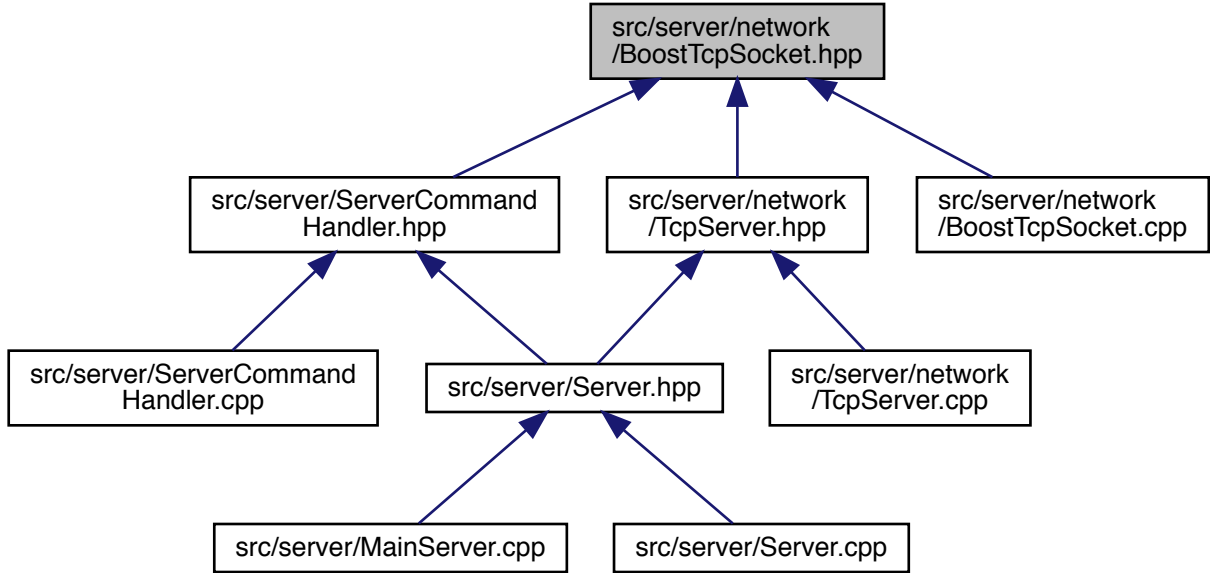 src/server/network
/BoostTcpSocket.hpp
src/server/ServerCommand
Handler.hpp
src/server/network
/TcpServer.hpp
src/server/network
/BoostTcpSocket.cpp
src/server/ServerCommand
Handler.cpp
src/server/Server.hpp
src/server/network
/TcpServer.cpp
src/server/MainServer.cpp
src/server/Server.cpp